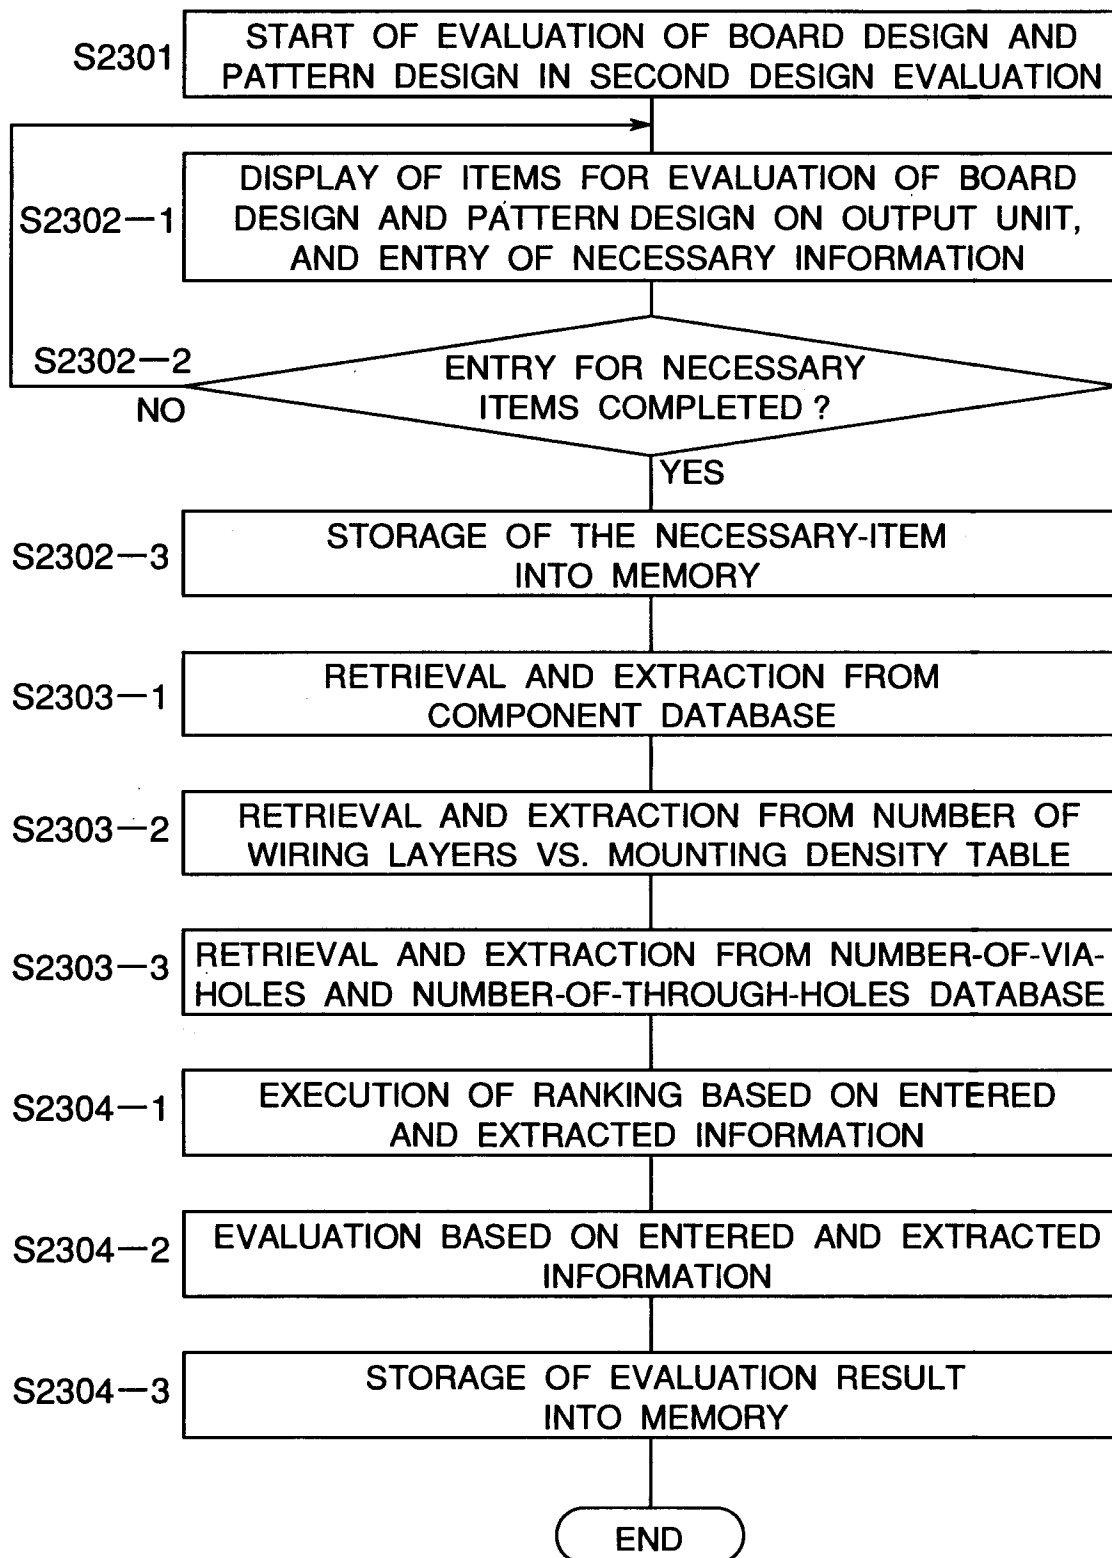 S2301
START OF EVALUATION OF BOARD DESIGN AND
PATTERN DESIGN IN SECOND DESIGN EVALUATION
S2302—1
DISPLAY OF ITEMS FOR EVALUATION OF BOARD
DESIGN AND PATTERN DESIGN ON OUTPUT UNIT,
AND ENTRY OF NECESSARY INFORMATION
S2302—2
ENTRY FOR NECESSARY
ITEMS COMPLETED ?
NO
YES
S2302—3
STORAGE OF THE NECESSARY-ITEM
INTO MEMORY
S2303—1
RETRIEVAL AND EXTRACTION FROM
COMPONENT DATABASE
S2303—2
RETRIEVAL AND EXTRACTION FROM NUMBER OF
WIRING LAYERS VS. MOUNTING DENSITY TABLE
S2303—3
RETRIEVAL AND EXTRACTION FROM NUMBER-OF-VIA-
HOLES AND NUMBER-OF-THROUGH-HOLES DATABASE
S2304—1
EXECUTION OF RANKING BASED ON ENTERED
AND EXTRACTED INFORMATION
S2304—2
EVALUATION BASED ON ENTERED AND EXTRACTED
INFORMATION
S2304—3
STORAGE OF EVALUATION RESULT
INTO MEMORY
END